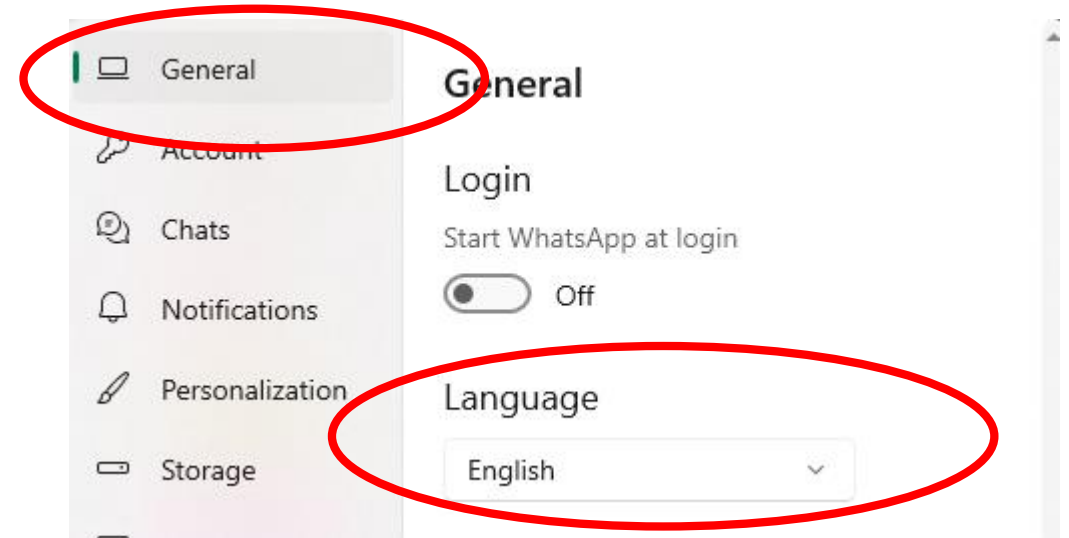 General
Account
Chats
Notifications
Personalization
Storage
General
Login
Start WhatsApp at login
Off
Language
English